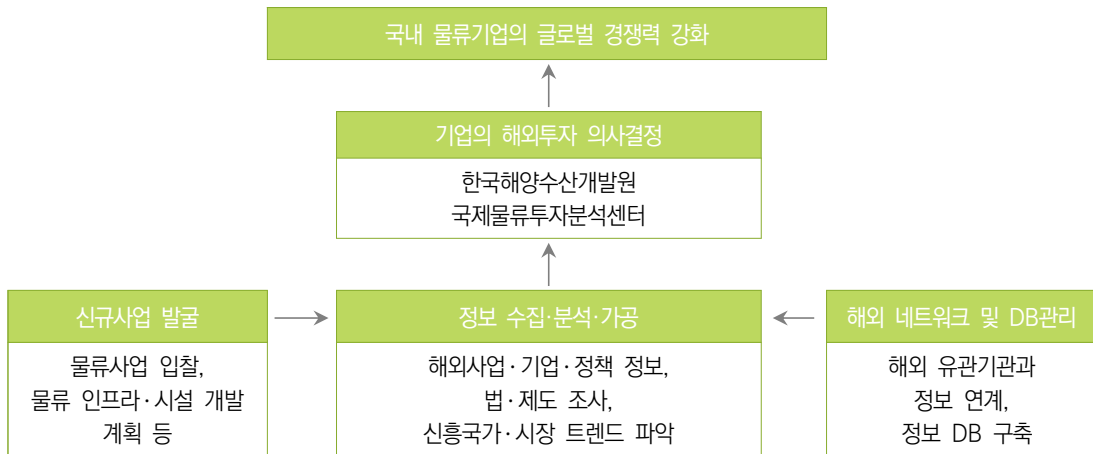 국내 물류기업의 글로벌 경쟁력 강화
기업의 해외투자 의사결정
한국해양수산개발원
국제물류투자분석센터
신규사업 발굴
물류사업 입찰,
물류 인프라·시설 개발
계획 등
정보 수집·분석·가공
해외사업·기업·정책 정보,
법·제도 조사,
신흥국가·시장 트렌드 파악
해외 네트워크 및 DB관리
해외 유관기관과
정보 연계,
정보 DB 구축